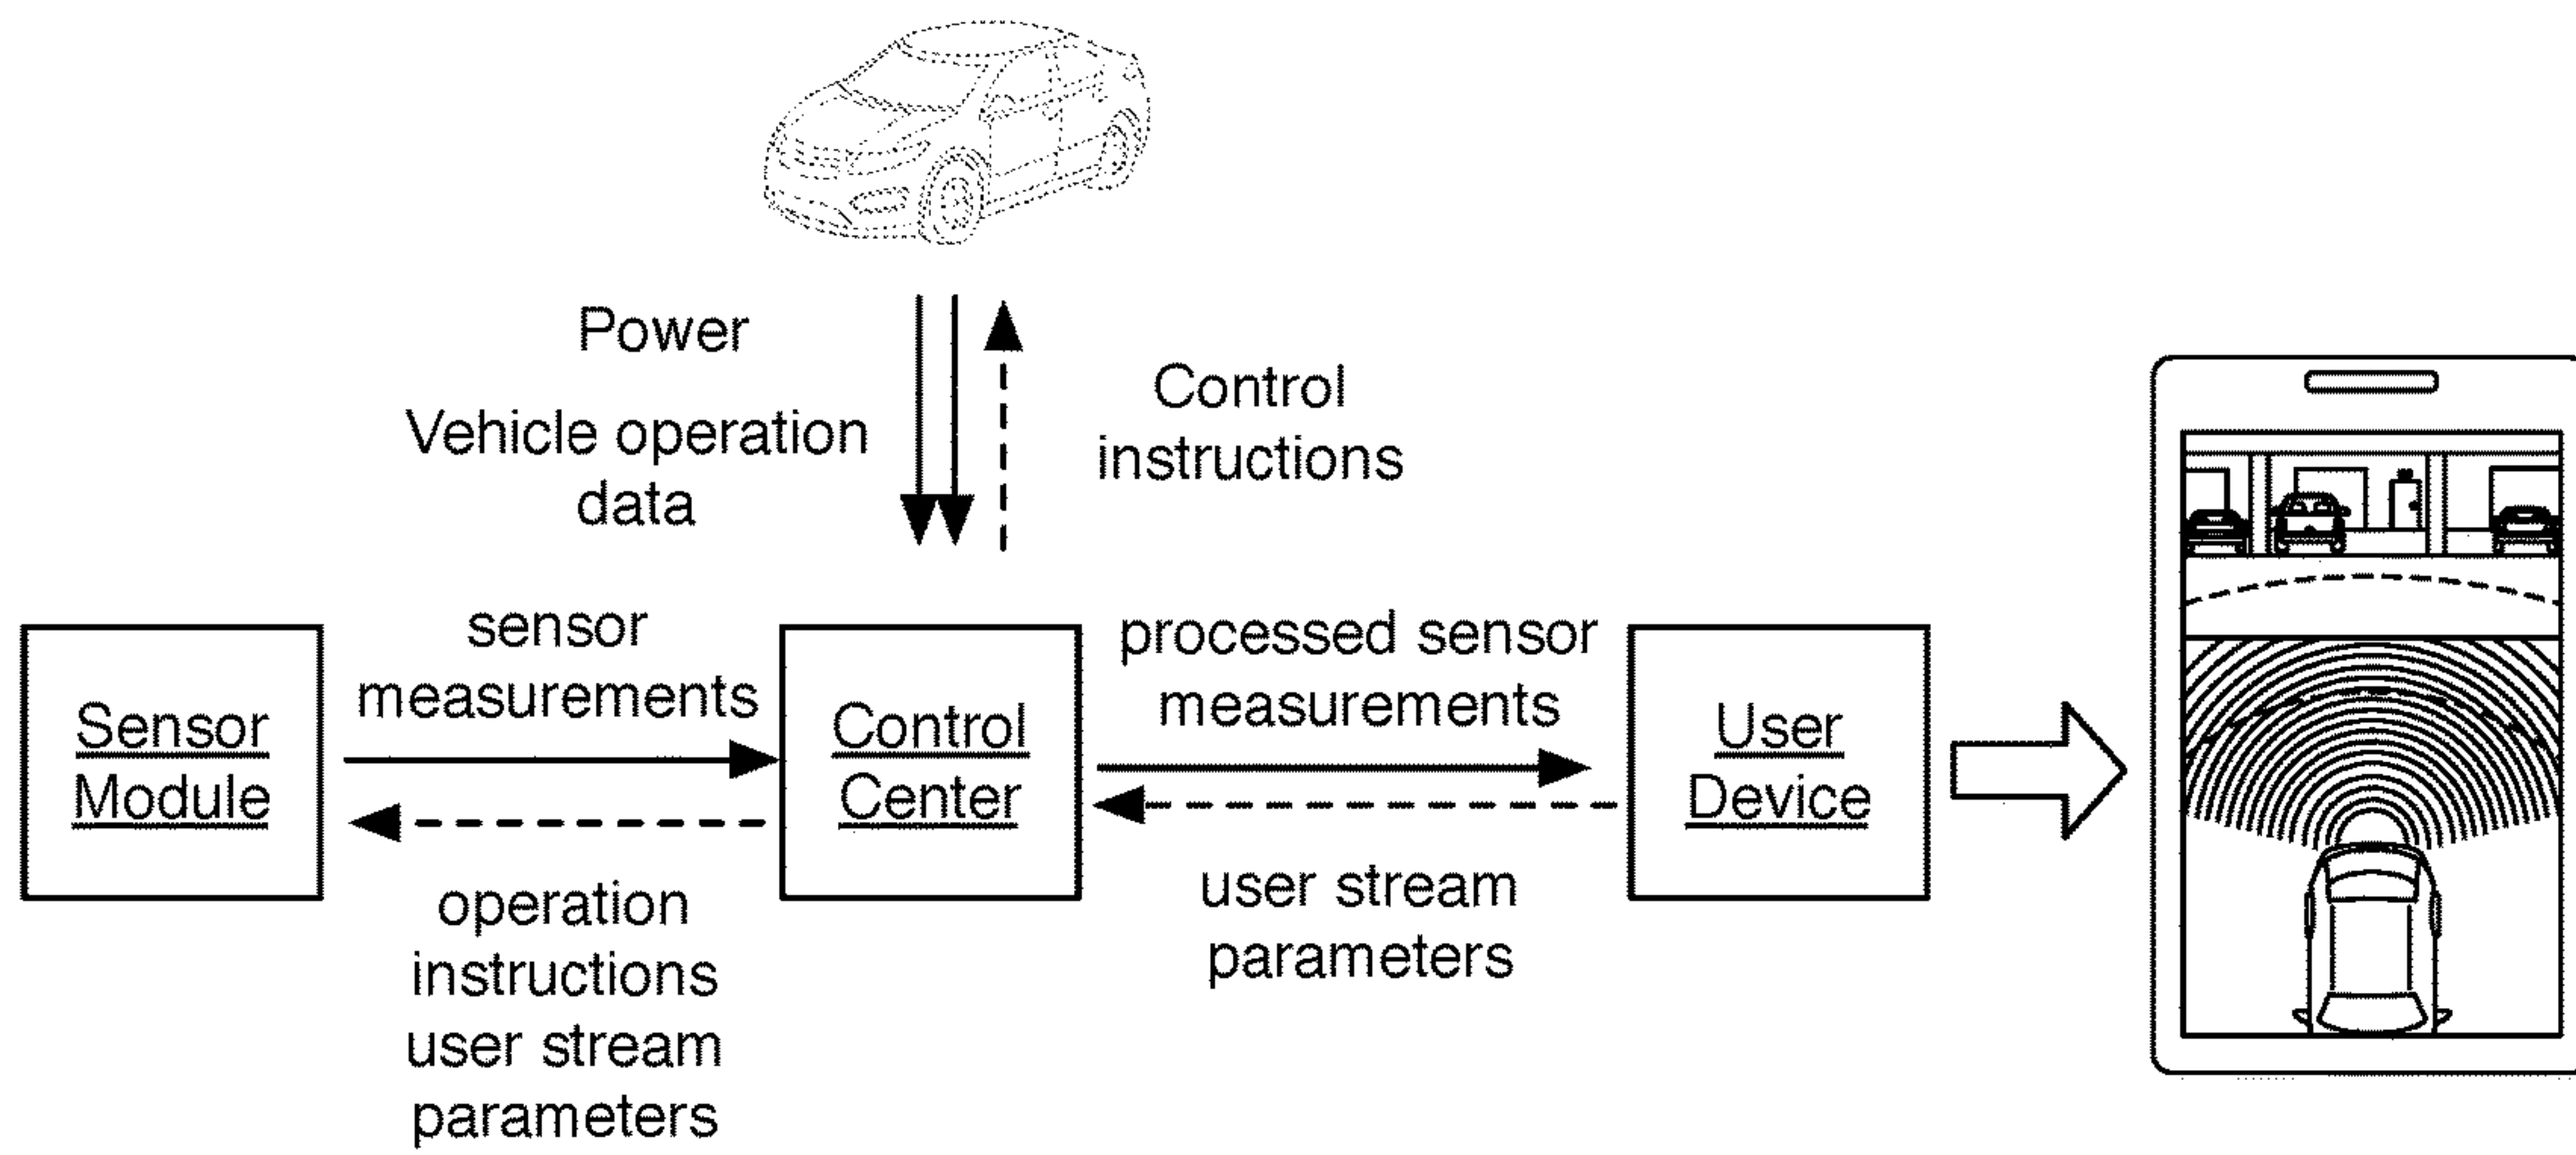 Power
Vehicle operation
data
Control
instructions
sensor
measurements
processed sensor
measurements
Sensor
Module
Control
Center
User
Device
operation
instructions
user stream
parameters
user stream
parameters